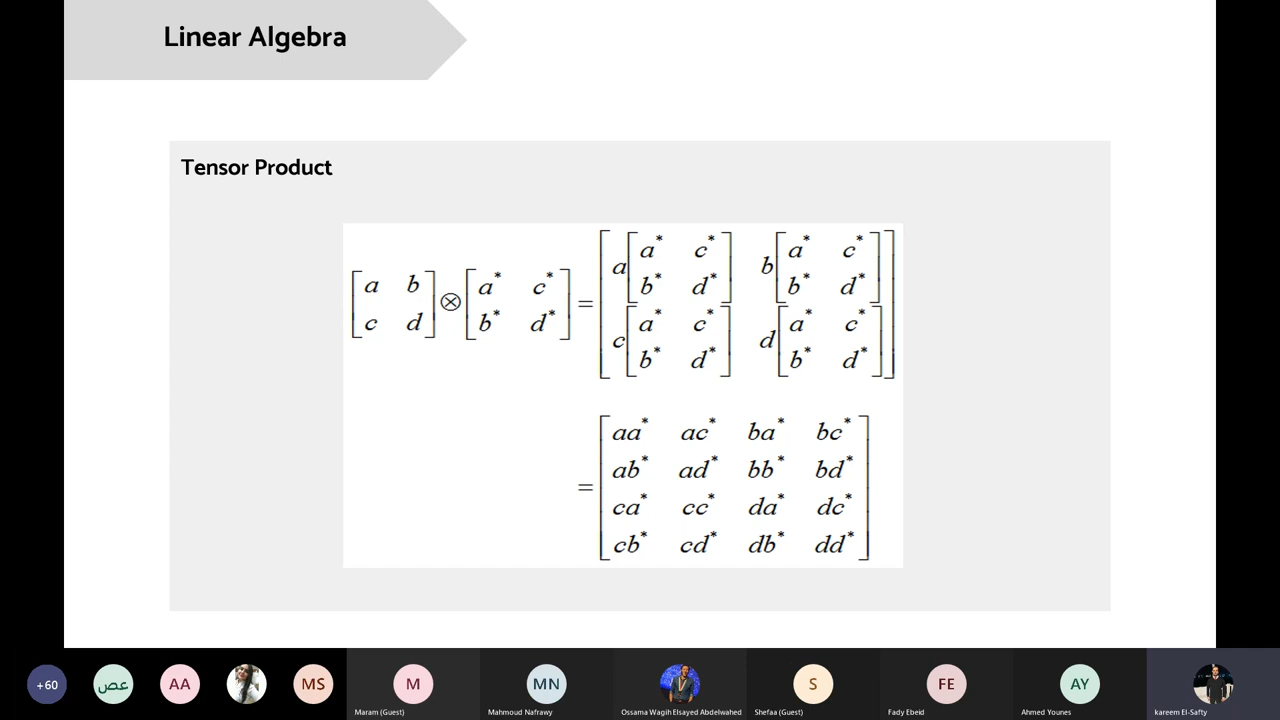 Linear Algebra
Tensor Product
[a b; c d] ⊗ [a* c*; b* d*] = [a[a* c*; b* d*] b[a* c*; b* d*]; c[a* c*; b* d*] d[a* c*; b* d*]]
= [aa* ac* ba* bc*
ab* ad* bb* bd*
ca* cc* da* dc*
cb* cd* db* dd*]
+60 عص AA MS M MN S FE AY
Maram (Guest) Mahmoud Nafrawy Ossama Wagih Elsayed Abdelwahed Shefaa (Guest) Fady Ebeid Ahmed Younes kareem El-Safty